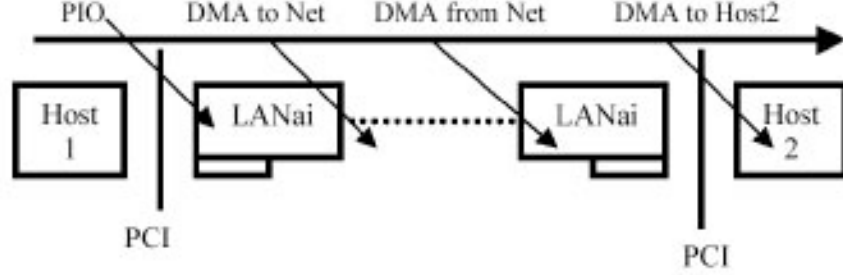 PIO
DMA to Net
DMA from Net
DMA to Host2
Host
1
LANai
LANai
Host
2
PCI
PCI